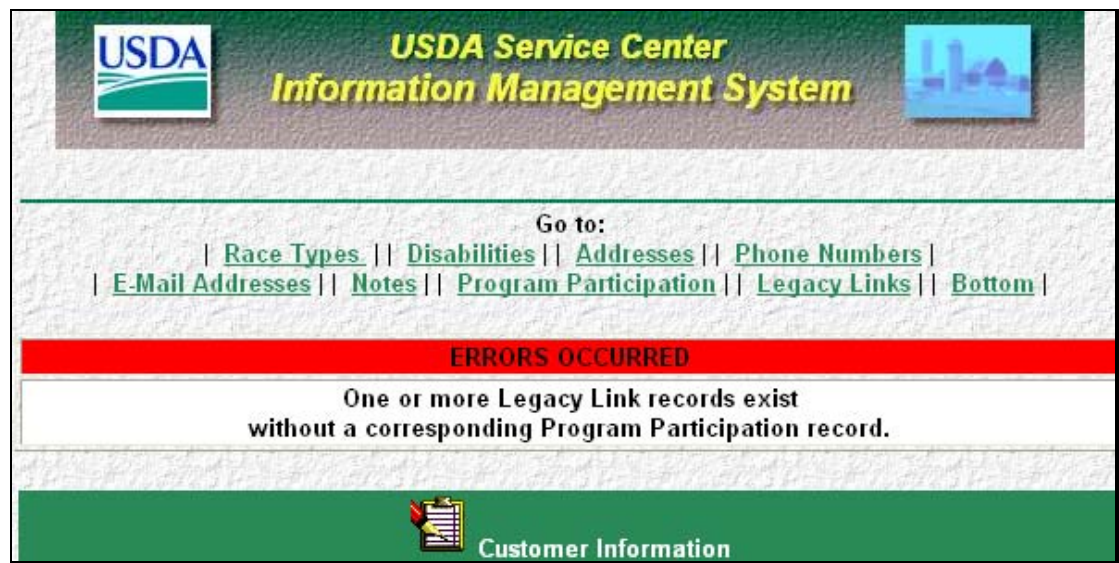 USDA
USDA Service Center
Information Management System
Go to:
| Race Types || Disabilities || Addresses || Phone Numbers |
| E-Mail Addresses || Notes || Program Participation || Legacy Links || Bottom |
ERRORS OCCURRED
One or more Legacy Link records exist
without a corresponding Program Participation record.
Customer Information